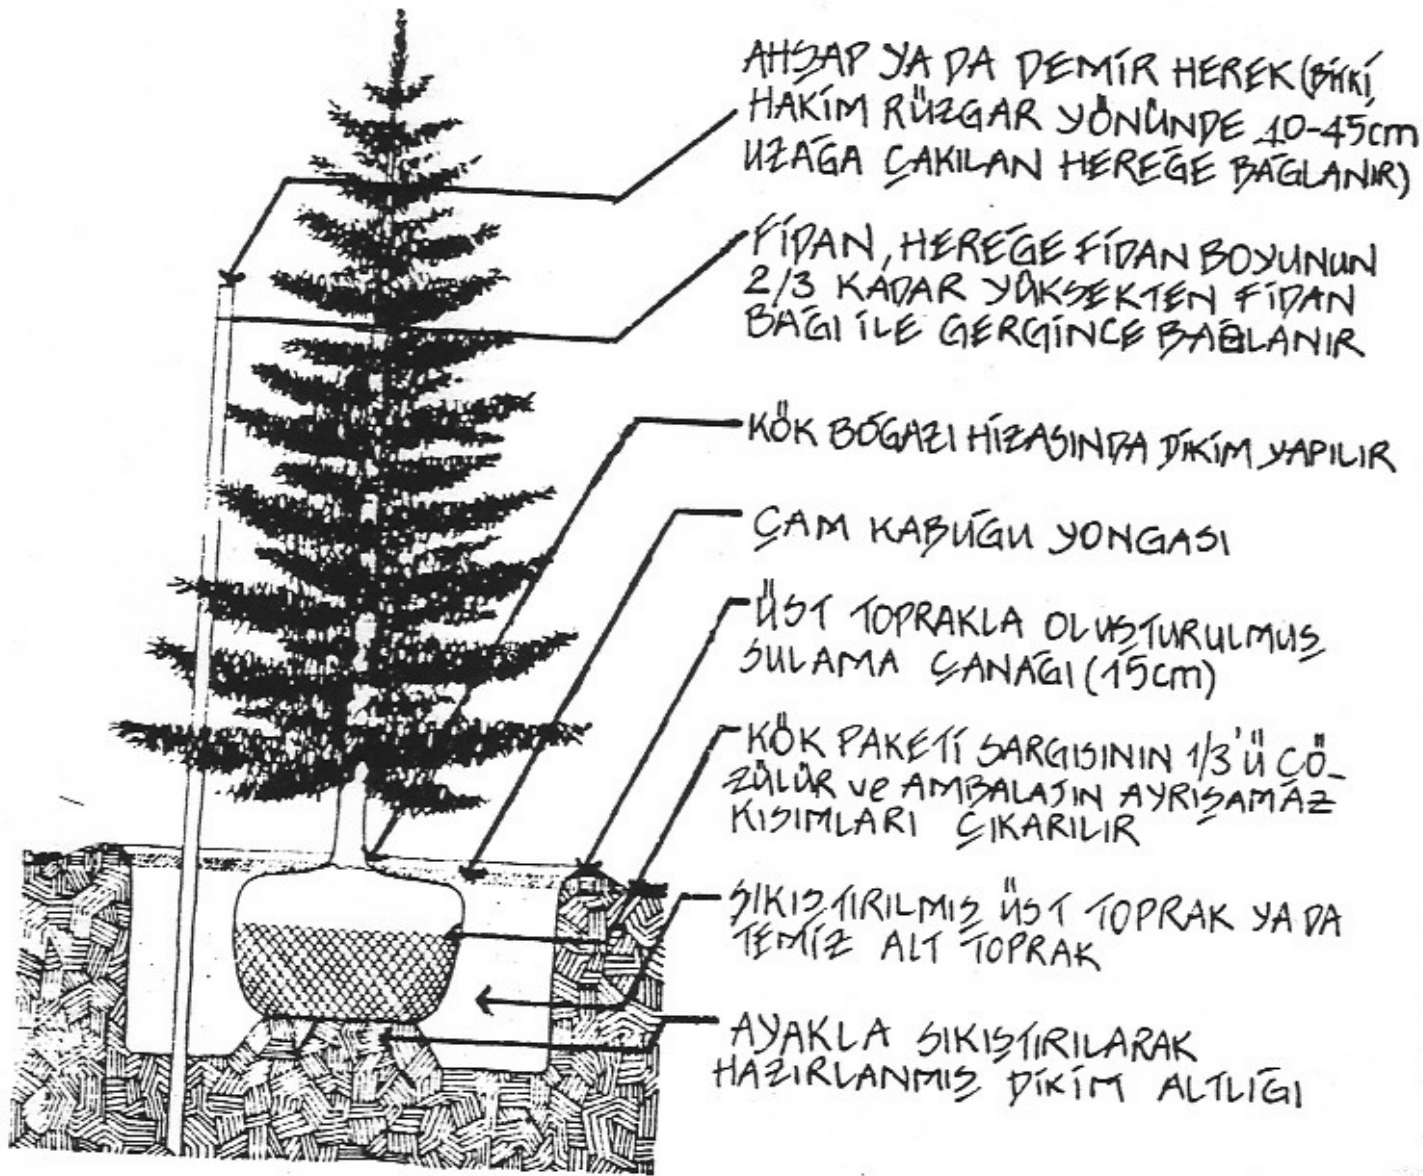 AHŞAP YA DA DEMİR HEREK (BİTKİ
HAKİM RÜZGAR YÖNÜNDE 40-45cm
UZAĞA ÇAKILAN HEREĞE BAĞLANIR)
FİDAN, HEREĞE FİDAN BOYUNUN
2/3 KADAR YÜKSEKTEN FİDAN
BAĞI İLE GERGİNCE BAĞLANIR
KÖK BOĞAZI HİZASINDA DİKİM YAPILIR
ÇAM KABUĞU YONGASI
ÜST TOPRAKLA OLUŞTURULMUŞ
SULAMA ÇANAĞI (15cm)
KÖK PAKETİ SARGISININ 1/3'Ü ÇÖ-
ZÜLÜR ve AMBALAJIN AYRIŞAMAZ
KISIMLARI ÇIKARILIR
SIKIŞTIRILMIŞ ÜST TOPRAK YA DA
TEMİZ ALT TOPRAK
AYAKLA SIKIŞTIRILARAK
HAZIRLANMIŞ DİKİM ALTLIĞI